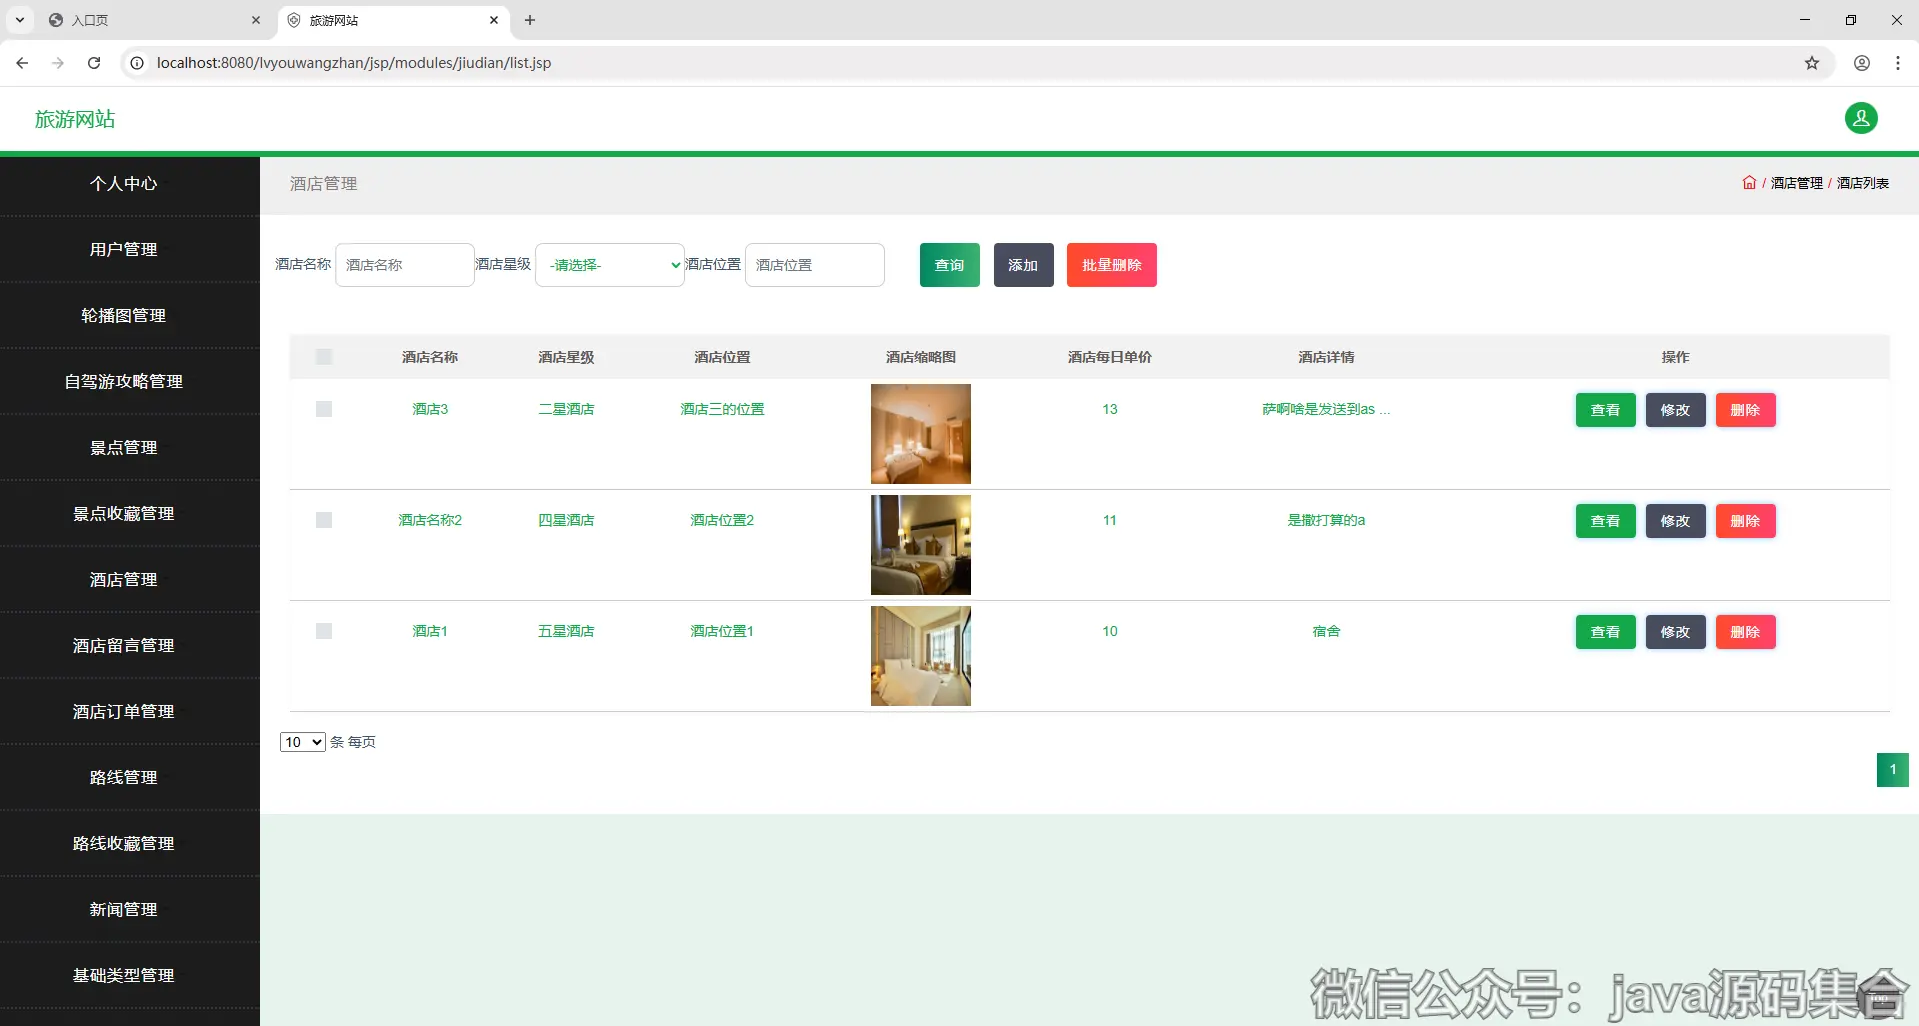 入口页
旅游网站
localhost:8080/lvyouwangzhan/jsp/modules/jiudian/list.jsp
旅游网站
个人中心
用户管理
轮播图管理
自驾游攻略管理
景点管理
景点收藏管理
酒店管理
酒店留言管理
酒店订单管理
路线管理
路线收藏管理
新闻管理
基础类型管理
酒店管理
/ 酒店管理 / 酒店列表
酒店名称 酒店名称 酒店星级 -请选择- 酒店位置 酒店位置 查询 添加 批量删除
酒店名称 酒店星级 酒店位置 酒店缩略图 酒店每日单价 酒店详情 操作
酒店3 二星酒店 酒店三的位置 13 萨啊啥是发送到as ... 查看 修改 删除
酒店名称2 四星酒店 酒店位置2 11 是撒打算的a 查看 修改 删除
酒店1 五星酒店 酒店位置1 10 宿舍 查看 修改 删除
10 条 每页
1
微信公众号：java源码集合